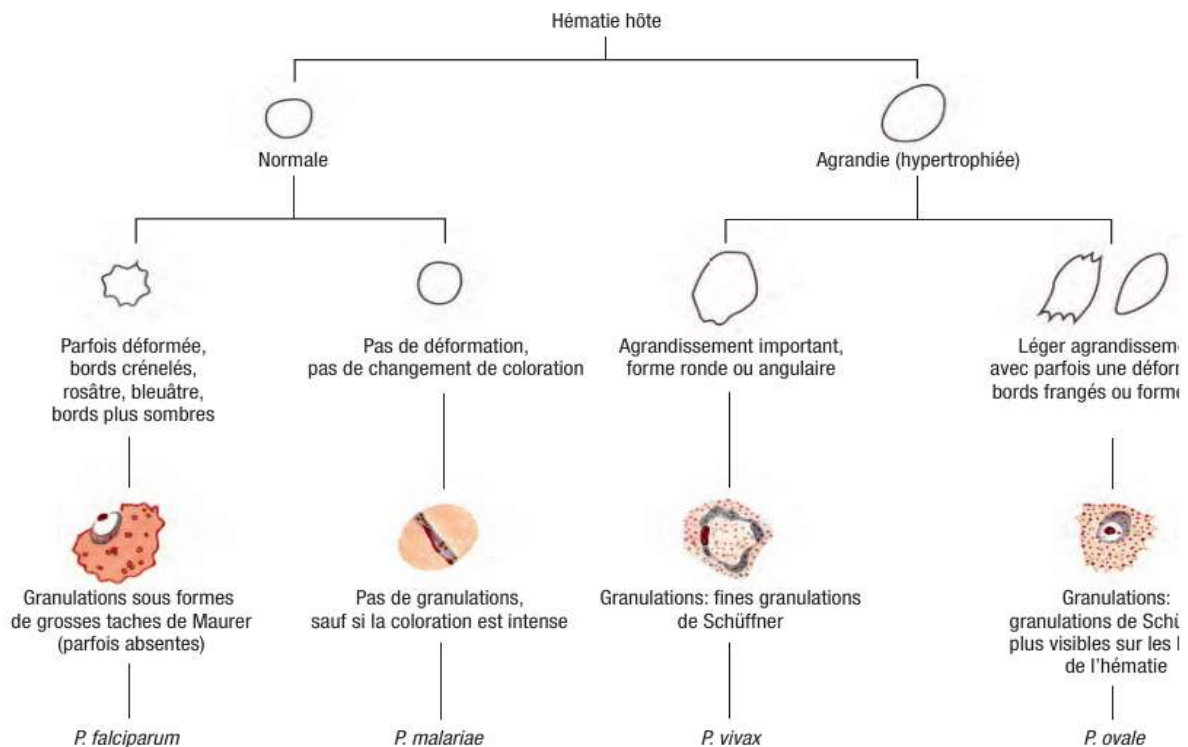 Hématie hôte
Normale
Agrandie (hypertrophiée)
Parfois déformée,
bords crénelés,
rosâtre, bleuâtre,
bords plus sombres
Pas de déformation,
pas de changement de coloration
Agrandissement important,
forme ronde ou angulaire
Léger
avec parfois une
bords frangés ou
Granulations sous formes
de grosses taches de Maurer
(parfois absentes)
Pas de granulations,
sauf si la coloration est intense
Granulations: fines granulations
de Schüffner
Granulations:
granulations de
plus visibles sur les
de l'hématie
P. falciparum
P. malariae
P. vivax
P. ovale